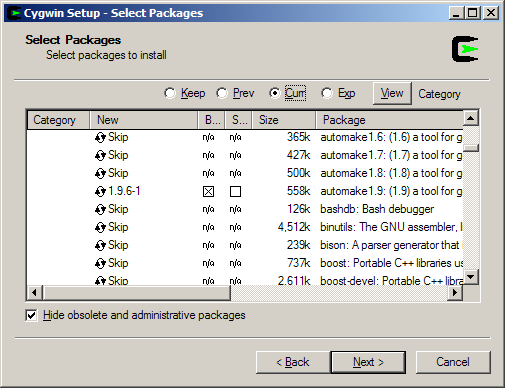 Cygwin Setup - Select Packages
Select Packages
Select packages to install
Keep Prev Curr Exp View Category
Category New B... S... Size Package
Skip n/a n/a 365k automake1.6: (1.6) a tool for g
Skip n/a n/a 427k automake1.7: (1.7) a tool for g
Skip n/a n/a 500k automake1.8: (1.8) a tool for g
1.9.6-1 558k automake1.9: (1.9) a tool for g
Skip n/a n/a 126k bashdb: Bash debugger
Skip n/a n/a 4,512k binutils: The GNU assembler, l
Skip n/a n/a 239k bison: A parser generator that i
Skip n/a n/a 737k boost: Portable C++ libraries us
Skip n/a n/a 2,611k boost-devel: Portable C++ libra
Hide obsolete and administrative packages
< Back Next > Cancel